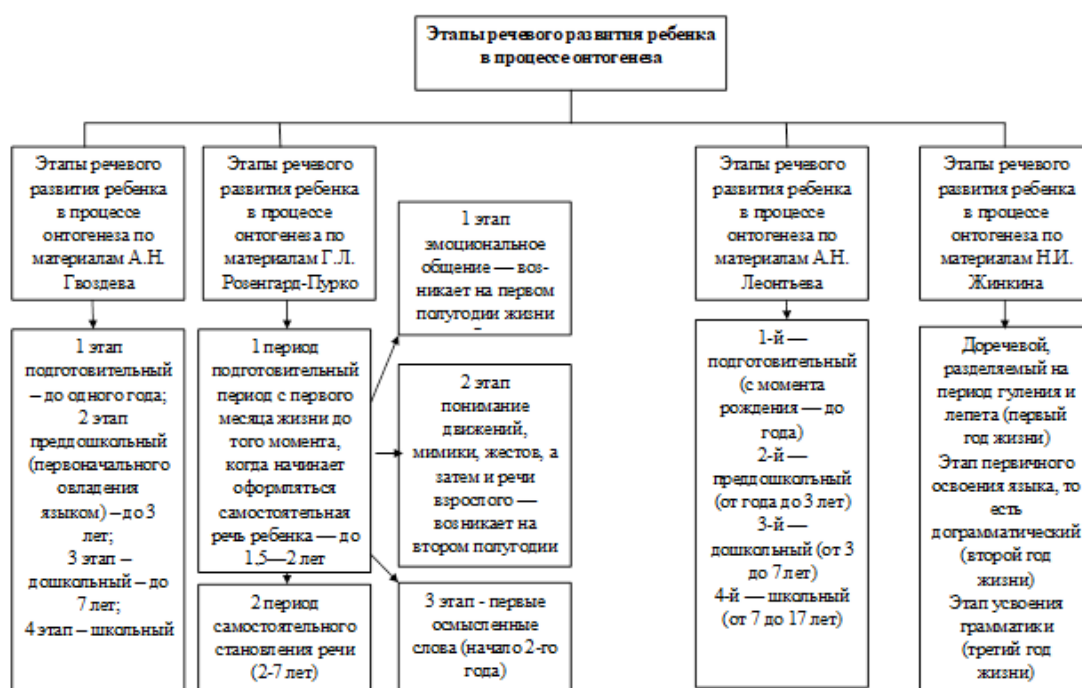 Этапы речевого развития ребенка
в процессе онтогенеза
Этапы речевого
развития ребенка
в процессе
онтогенеза по
материалам А.Н.
Гвоздева
Этапы речевого
развития ребенка
в процессе
онтогенеза по
материалам Г.Л.
Розенгард-Пурко
Этапы речевого
развития ребенка
в процессе
онтогенеза по
материалам А.Н.
Леонтьева
Этапы речевого
развития ребенка
в процессе
онтогенеза по
материалам Н.И.
Жинкина
1 этап
подготовительный
– до одного года;
2 этап
преддошкольный
(первоначального
овладения
языком) – до 3
лет;
3 этап –
дошкольный – до
7 лет;
4 этап – школьный
1 период
подготовительный
период с первого
месяца жизни до
того момента,
когда начинает
оформляться
самостоятельная
речь ребенка — до
1,5—2 лет
2 период
самостоятельного
становления речи
(2-7 лет)
1 этап
эмоциональное
общение — воз-
никает на первом
полугодии жизни
2 этап
понимание
движений,
мимики, жестов, а
затем и речи
взрослого —
возникает на
втором полугодии
3 этап - первые
осмысленные
слова (начало 2-го
года)
1-й —
подготовительный
(с момента
рождения — до
года)
2-й —
преддошкольный
(от года до 3 лет)
3-й —
дошкольный (от 3
до 7 лет)
4-й — школьный
(от 7 до 17 лет)
Доречевой,
разделяемый на
период гуления и
лепета (первый
год жизни)
Этап первичного
освоения языка, то
есть
дограмматический
(второй год
жизни)
Этап усвоения
грамматики
(третий год
жизни)